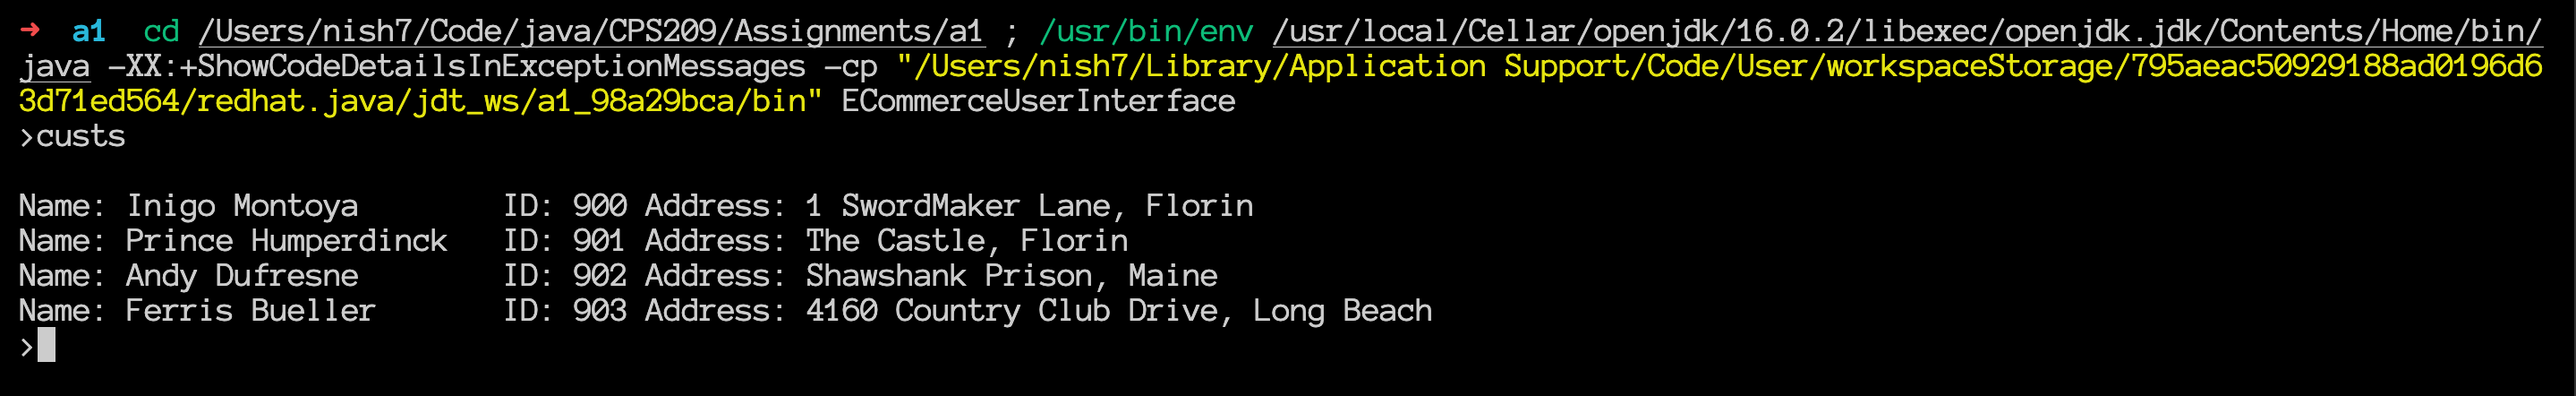 ➜  a1  cd /Users/nish7/Code/java/CPS209/Assignments/a1 ; /usr/bin/env /usr/local/Cellar/openjdk/16.0.2/libexec/openjdk.jdk/Contents/Home/bin/
java -XX:+ShowCodeDetailsInExceptionMessages -cp "/Users/nish7/Library/Application Support/Code/User/workspaceStorage/795aeac50929188ad0196d6
3d71ed564/redhat.java/jdt_ws/a1_98a29bca/bin" ECommerceUserInterface
>custs
Name: Inigo Montoya        ID: 900 Address: 1 SwordMaker Lane, Florin
Name: Prince Humperdinck   ID: 901 Address: The Castle, Florin
Name: Andy Dufresne        ID: 902 Address: Shawshank Prison, Maine
Name: Ferris Bueller       ID: 903 Address: 4160 Country Club Drive, Long Beach
>